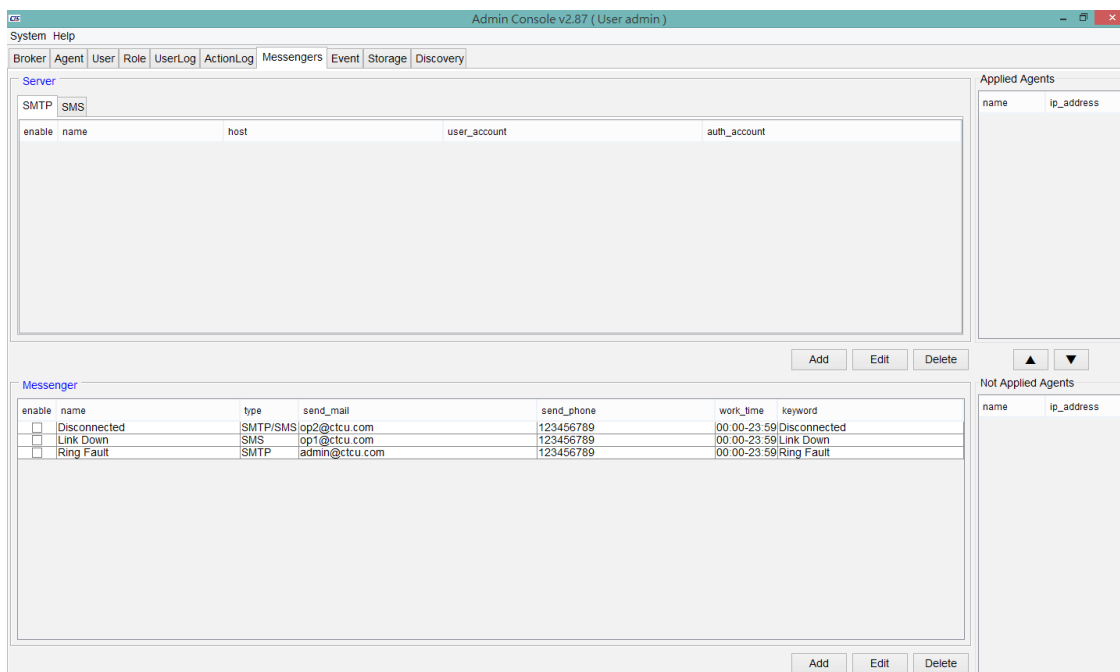 CTS Admin Console v2.87 ( User admin )
System Help
Broker Agent User Role UserLog ActionLog Messengers Event Storage Discovery
Server
SMTP SMS
enable name host user_account auth_account
Applied Agents
name ip_address
Add Edit Delete ▲ ▼
Messenger
enable name type send_mail send_phone work_time keyword
Disconnected SMTP/SMS op2@ctcu.com 123456789 00:00-23:59 Disconnected
Link Down SMS op1@ctcu.com 123456789 00:00-23:59 Link Down
Ring Fault SMTP admin@ctcu.com 123456789 00:00-23:59 Ring Fault
Not Applied Agents
name ip_address
Add Edit Delete